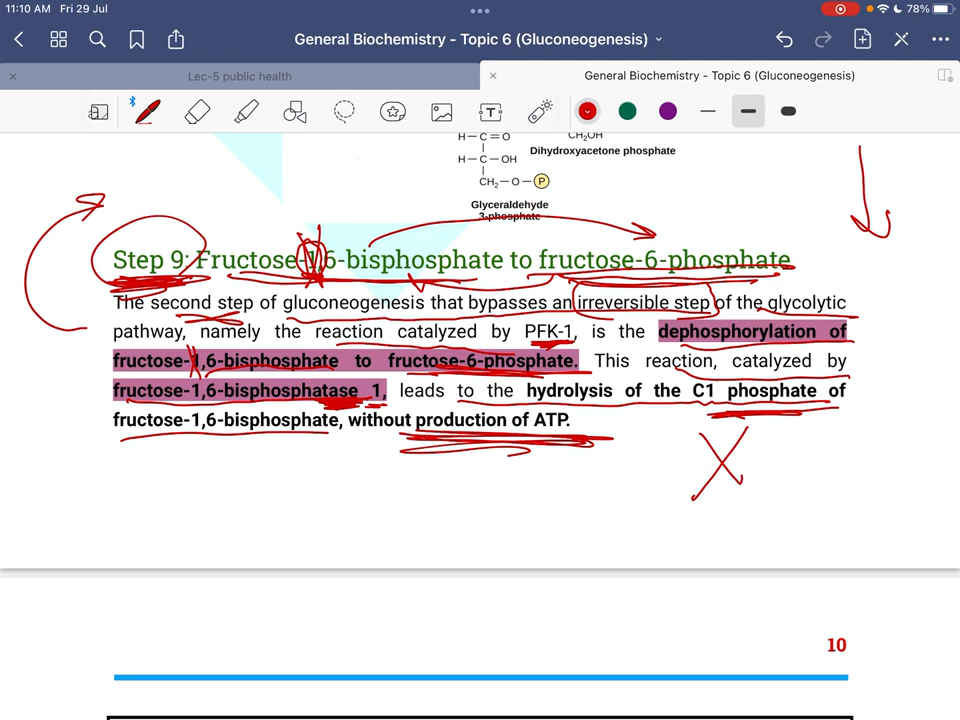 11:10 AM Fri 29 Jul
78%
General Biochemistry - Topic 6 (Gluconeogenesis)
Lec-5 public health
General Biochemistry - Topic 6 (Gluconeogenesis)
H—C=O
H—C—OH
CH2—O—P
CH2OH
Dihydroxyacetone phosphate
Glyceraldehyde
3-phosphate
Step 9: Fructose-1,6-bisphosphate to fructose-6-phosphate
The second step of gluconeogenesis that bypasses an irreversible step of the glycolytic
pathway, namely the reaction catalyzed by PFK-1, is the dephosphorylation of
fructose-1,6-bisphosphate to fructose-6-phosphate. This reaction catalyzed by
fructose-1,6-bisphosphatase 1, leads to the hydrolysis of the C1 phosphate of
fructose-1,6-bisphosphate, without production of ATP.
10